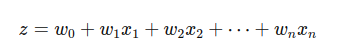 z = w₀ + w₁x₁ + w₂x₂ + ⋯ + wₙxₙ